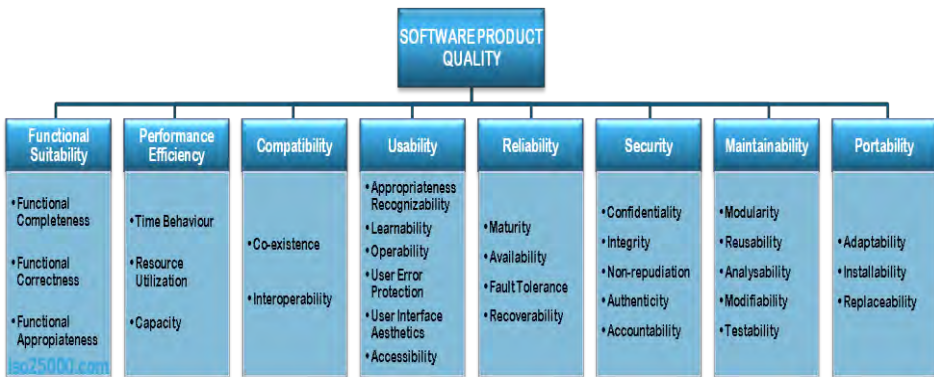 SOFTWARE PRODUCT
QUALITY
Functional
Suitability
Performance
Efficiency
Compatibility
Usability
Reliability
Security
Maintainability
Portability
• Functional
Completeness
• Functional
Correctness
• Functional
Appropiateness
• Time Behaviour
• Resource
Utilization
• Capacity
• Co-existence
• Interoperability
• Appropriateness
Recognizability
• Learnability
• Operability
• User Error
Protection
• User Interface
Aesthetics
• Accessibility
• Maturity
• Availability
• Fault Tolerance
• Recoverability
• Confidentiality
• Integrity
• Non-repudiation
• Authenticity
• Accountability
• Modularity
• Reusability
• Analysability
• Modifiability
• Testability
• Adaptability
• Installability
• Replaceability
iso25000.com